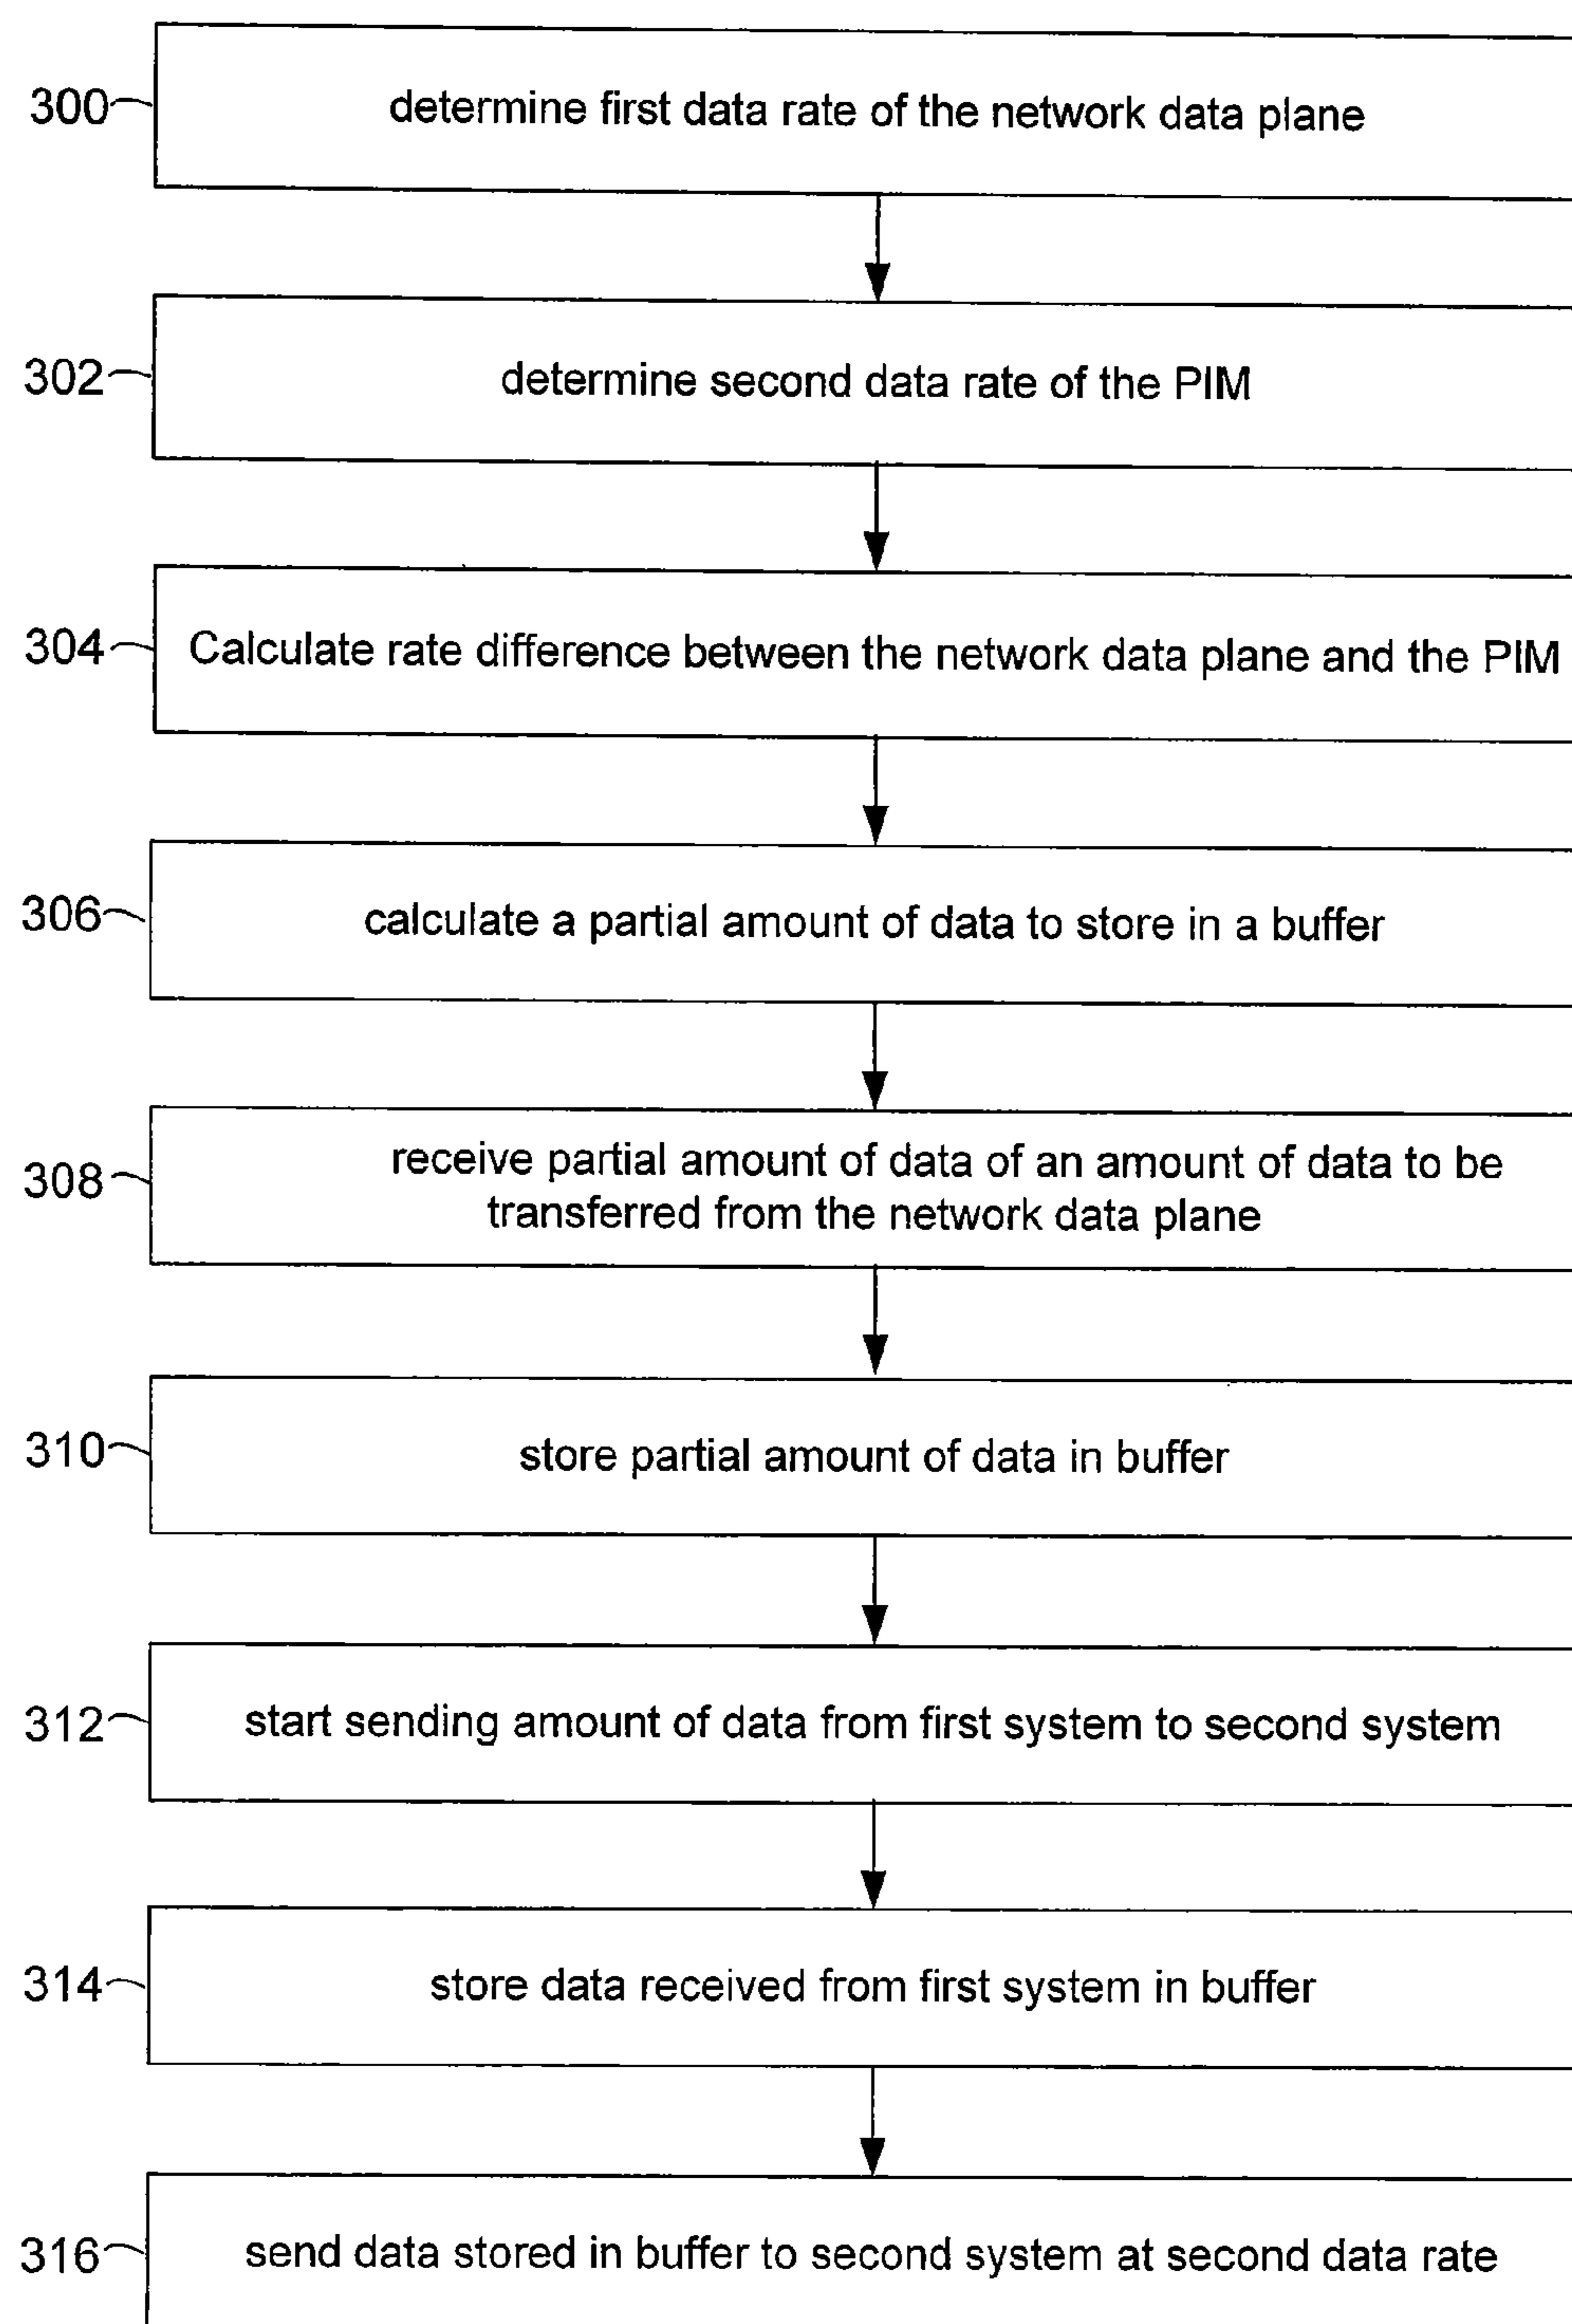 300
determine first data rate of the network data plane
302
determine second data rate of the PIM
304
Calculate rate difference between the network data plane and the PIM
306
calculate a partial amount of data to store in a buffer
308
receive partial amount of data of an amount of data to be
transferred from the network data plane
310
store partial amount of data in buffer
312
start sending amount of data from first system to second system
314
store data received from first system in buffer
316
send data stored in buffer to second system at second data rate